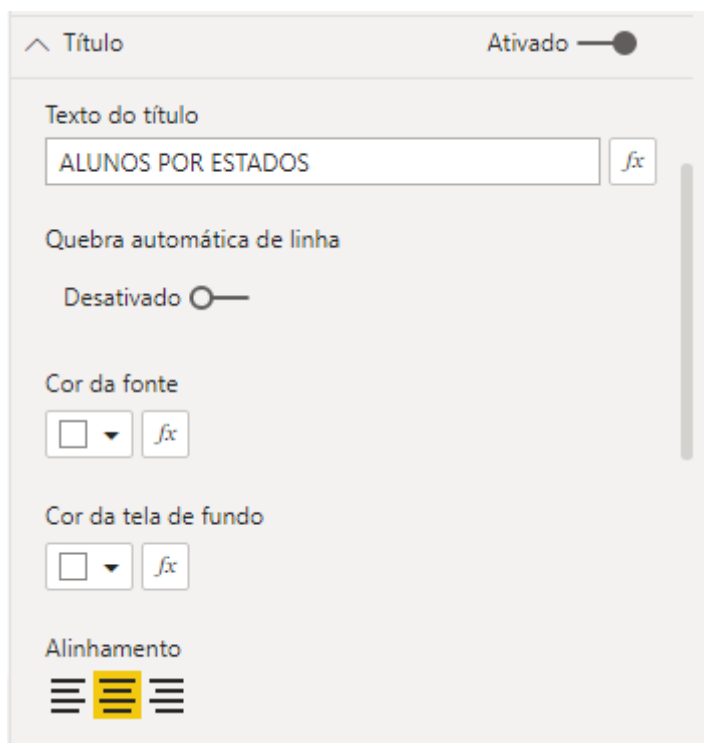 Título Ativado
Texto do título
ALUNOS POR ESTADOS fx
Quebra automática de linha
Desativado
Cor da fonte
fx
Cor da tela de fundo
fx
Alinhamento